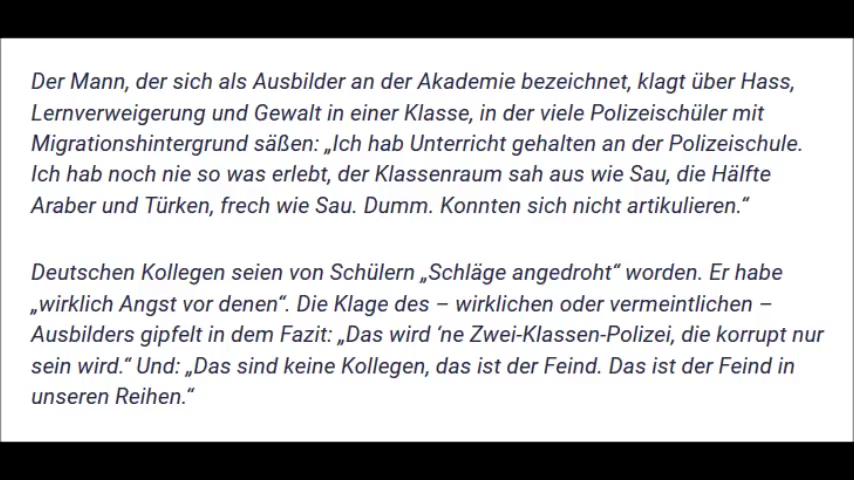 Der Mann, der sich als Ausbilder an der Akademie bezeichnet, klagt über Hass,
Lernverweigerung und Gewalt in einer Klasse, in der viele Polizeischüler mit
Migrationshintergrund säßen: „Ich hab Unterricht gehalten an der Polizeischule.
Ich hab noch nie so was erlebt, der Klassenraum sah aus wie Sau, die Hälfte
Araber und Türken, frech wie Sau. Dumm. Konnten sich nicht artikulieren.“
Deutschen Kollegen seien von Schülern „Schläge angedroht“ worden. Er habe
„wirklich Angst vor denen“. Die Klage des – wirklichen oder vermeintlichen –
Ausbilders gipfelt in dem Fazit: „Das wird ‘ne Zwei-Klassen-Polizei, die korrupt nur
sein wird.“ Und: „Das sind keine Kollegen, das ist der Feind. Das ist der Feind in
unseren Reihen.“